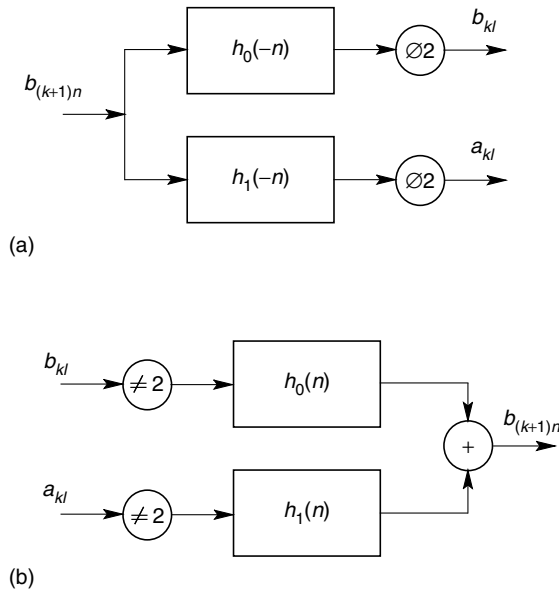 b_{kl}
h_0(−n)
∅2
b_{(k+1)n}
a_{kl}
h_1(−n)
∅2
(a)
b_{kl}
≠ 2
h_0(n)
b_{(k+1)n}
+
a_{kl}
≠ 2
h_1(n)
(b)